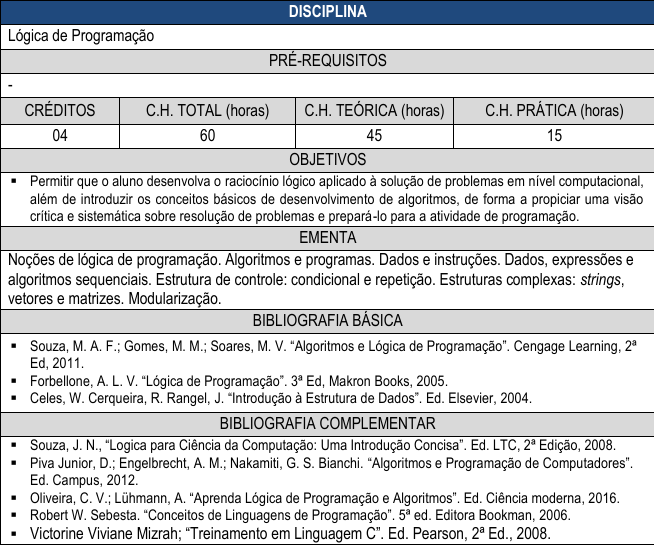 DISCIPLINA
Lógica de Programação
PRÉ-REQUISITOS
-
CRÉDITOS C.H. TOTAL (horas) C.H. TEÓRICA (horas) C.H. PRÁTICA (horas)
04 60 45 15
OBJETIVOS
▪ Permitir que o aluno desenvolva o raciocínio lógico aplicado à solução de problemas em nível computacional,
além de introduzir os conceitos básicos de desenvolvimento de algoritmos, de forma a propiciar uma visão
crítica e sistemática sobre resolução de problemas e prepará-lo para a atividade de programação.
EMENTA
Noções de lógica de programação. Algoritmos e programas. Dados e instruções. Dados, expressões e
algoritmos sequenciais. Estrutura de controle: condicional e repetição. Estruturas complexas: strings,
vetores e matrizes. Modularização.
BIBLIOGRAFIA BÁSICA
▪ Souza, M. A. F.; Gomes, M. M.; Soares, M. V. “Algoritmos e Lógica de Programação”. Cengage Learning, 2ª
Ed, 2011.
▪ Forbellone, A. L. V. “Lógica de Programação”. 3ª Ed, Makron Books, 2005.
▪ Celes, W. Cerqueira, R. Rangel, J. “Introdução à Estrutura de Dados”. Ed. Elsevier, 2004.
BIBLIOGRAFIA COMPLEMENTAR
▪ Souza, J. N., “Logica para Ciência da Computação: Uma Introdução Concisa”. Ed. LTC, 2ª Edição, 2008.
▪ Piva Junior, D.; Engelbrecht, A. M.; Nakamiti, G. S. Bianchi. “Algoritmos e Programação de Computadores”.
Ed. Campus, 2012.
▪ Oliveira, C. V.; Lühmann, A. “Aprenda Lógica de Programação e Algoritmos”. Ed. Ciência moderna, 2016.
▪ Robert W. Sebesta. “Conceitos de Linguagens de Programação”. 5ª ed. Editora Bookman, 2006.
▪ Victorine Viviane Mizrah; “Treinamento em Linguagem C”. Ed. Pearson, 2ª Ed., 2008.